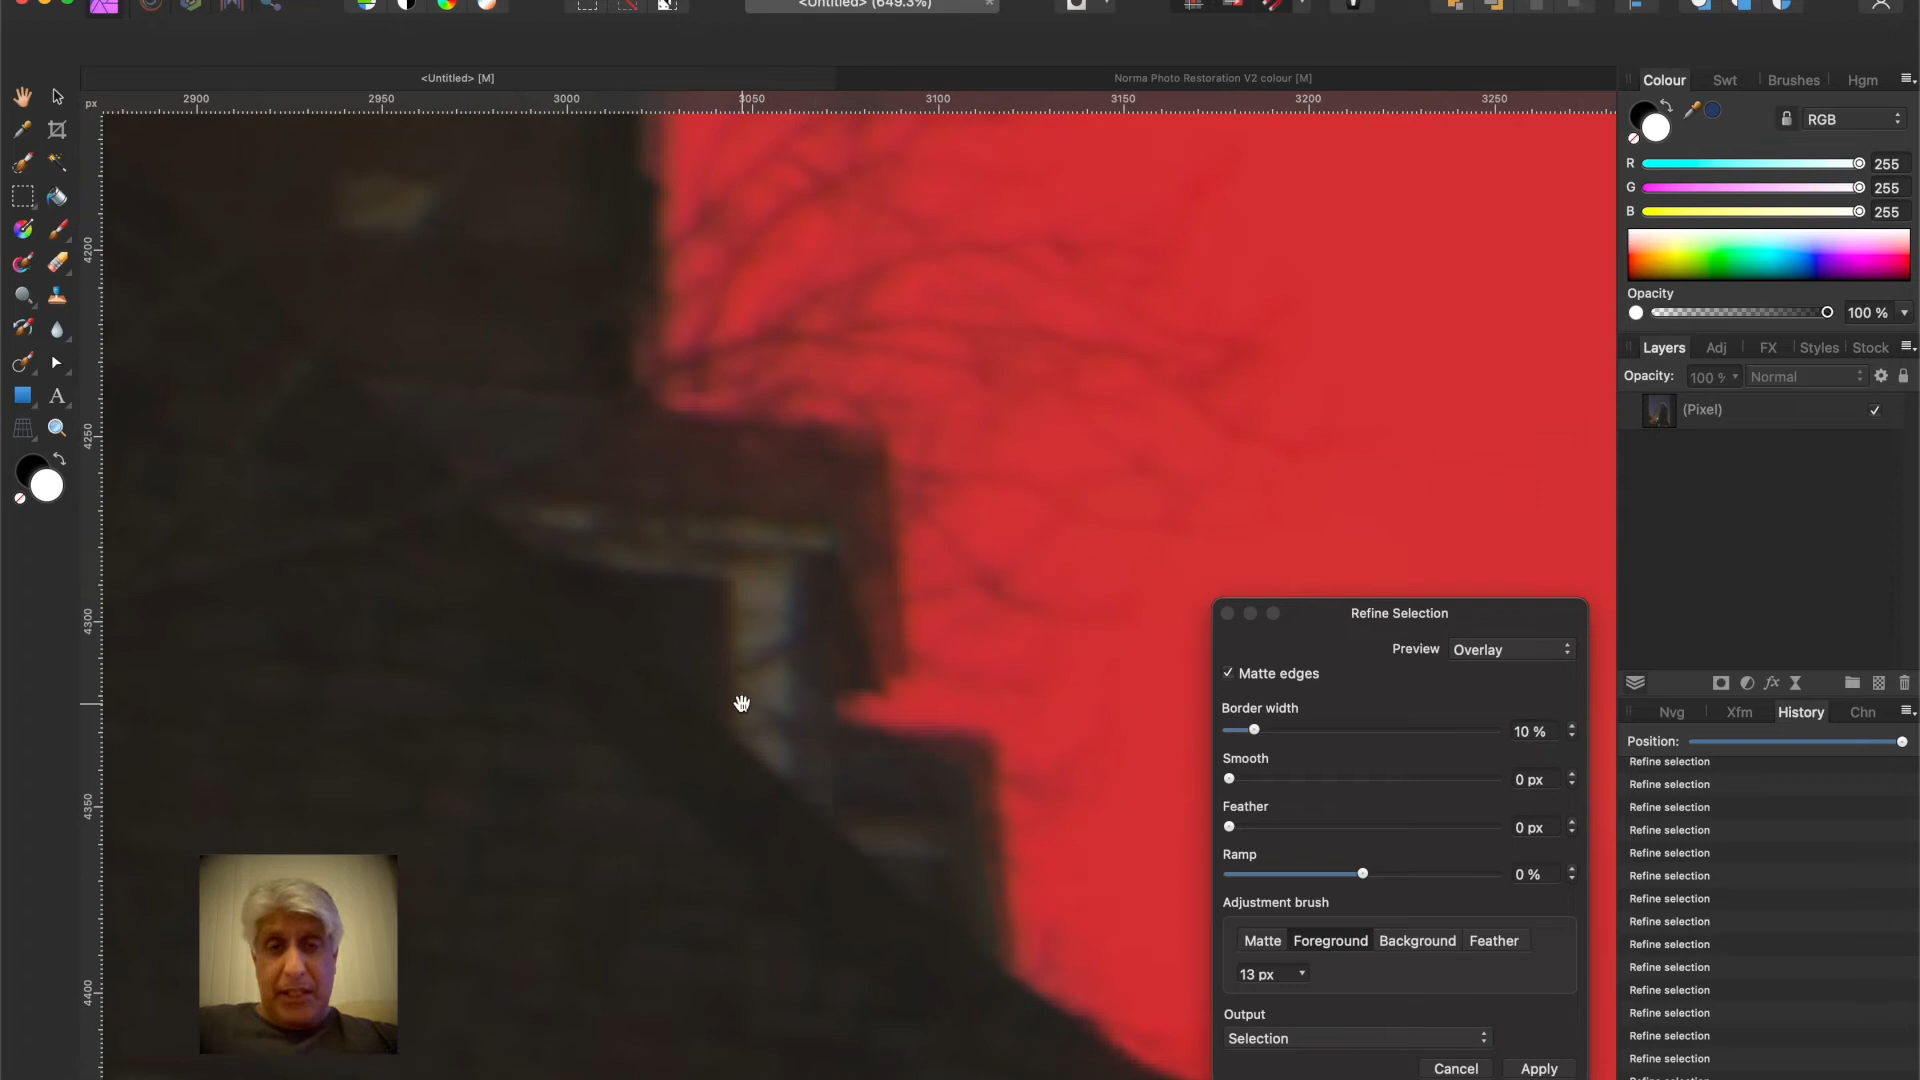 <Untitled> (649.3%)
<Untitled> [M]
Norma Photo Restoration V2 colour [M]
px
2900
2950
3000
3050
3100
3150
3200
3250
4200
4250
4300
4350
4400
A
Colour
Swt
Brushes
Hgm
RGB
R
255
G
255
B
255
Opacity
100 %
Layers
Adj
FX
Styles
Stock
Opacity:
100 %
Normal
(Pixel)
fx
Nvg
Xfm
History
Chn
Position:
Refine selection
Refine selection
Refine selection
Refine selection
Refine selection
Refine selection
Refine selection
Refine selection
Refine selection
Refine selection
Refine selection
Refine selection
Refine selection
Refine selection
Refine Selection
Preview
Overlay
Matte edges
Border width
10 %
Smooth
0 px
Feather
0 px
Ramp
0 %
Adjustment brush
Matte
Foreground
Background
Feather
13 px
Output
Selection
Cancel
Apply